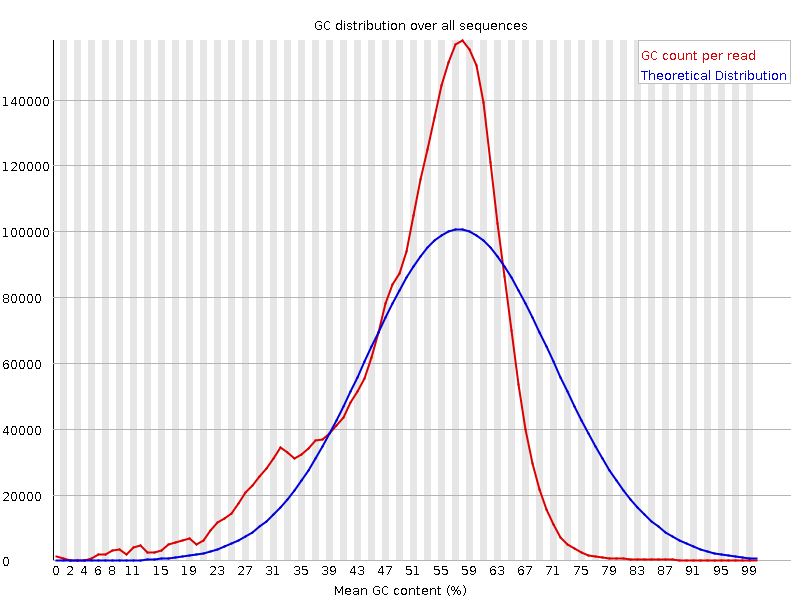 GC distribution over all sequences
GC count per read
Theoretical Distribution
140000
120000
100000
80000
60000
40000
20000
0
0 2 4 6 8 11 15 19 23 27 31 35 39 43 47 51 55 59 63 67 71 75 79 83 87 91 95 99
Mean GC content (%)